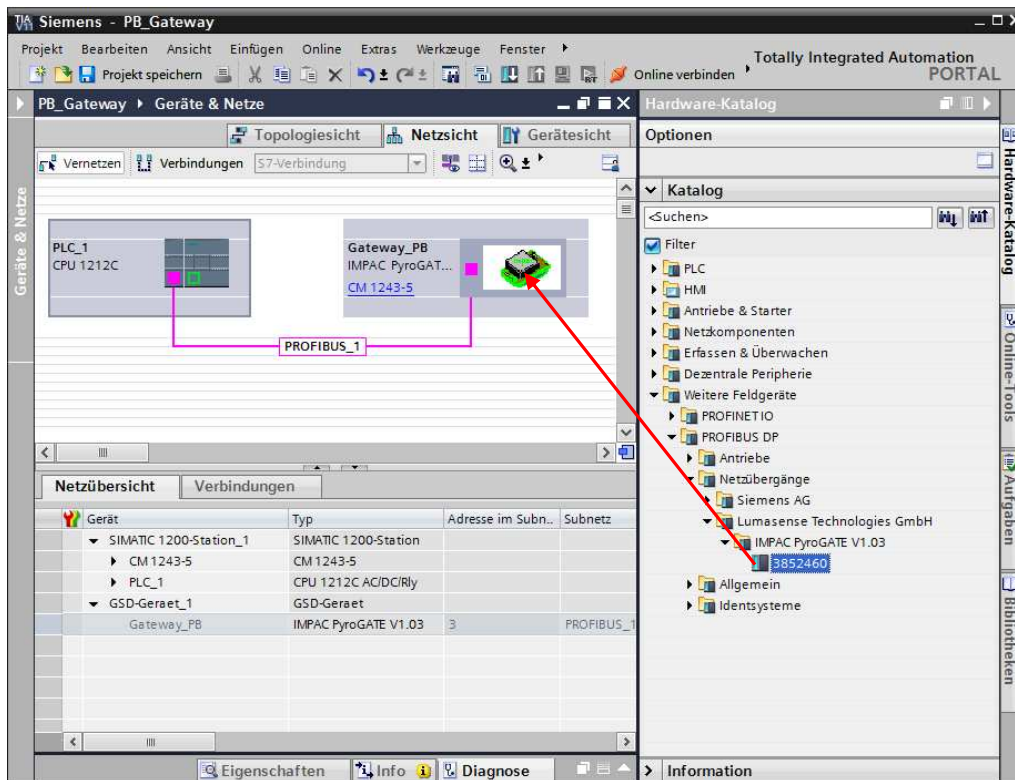 Siemens - PB_Gateway
Projekt Bearbeiten Ansicht Einfügen Online Extras Werkzeuge Fenster
Totally Integrated Automation
PORTAL
Projekt speichern
Online verbinden
PB_Gateway Geräte & Netze
Hardware-Katalog
Topologiesicht Netzsicht Gerätesicht
Optionen
Vernetzen Verbindungen S7-Verbindung
Geräte & Netze
PLC_1
CPU 1212C
Gateway_PB
IMPAC PyroGAT...
CM 1243-5
PROFIBUS_1
Katalog
<Suchen>
Filter
PLC
HMI
Antriebe & Starter
Netzkomponenten
Erfassen & Überwachen
Dezentrale Peripherie
Weitere Feldgeräte
PROFINET IO
PROFIBUS DP
Antriebe
Netzübergänge
Siemens AG
Lumasense Technologies GmbH
IMPAC PyroGATE V1.03
3852460
Allgemein
Identsysteme
Information
Netzübersicht Verbindungen
Gerät Typ Adresse im Subn.. Subnetz
SIMATIC 1200-Station_1 SIMATIC 1200-Station
CM 1243-5 CM 1243-5
PLC_1 CPU 1212C AC/DC/Rly
GSD-Geraet_1 GSD-Geraet
Gateway_PB IMPAC PyroGATE V1.03 3 PROFIBUS_1
Eigenschaften Info Diagnose
Hardware-Katalog
Online-Tools
Aufgaben
Bibliotheken